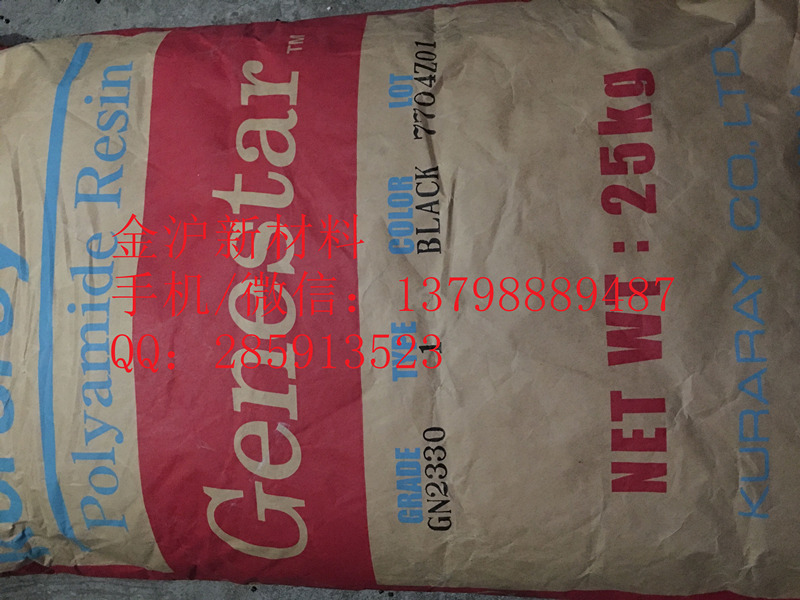 Polyamide Resin
Genestar™
GRADE TYPE COLOR LOT
GN2330 1 BLACK 7704Z01
NET WT : 25kg
KURARAY CO., LTD.
金沪新材料
手机/微信：13798889487
QQ：285913523